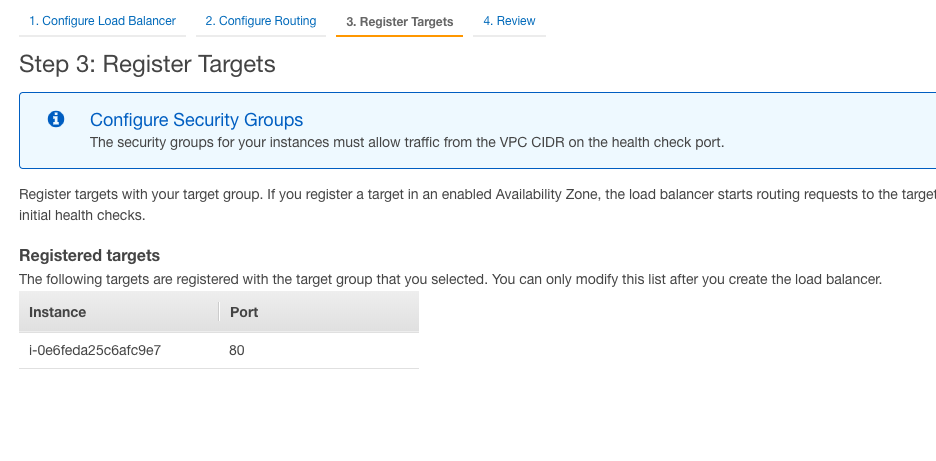 1. Configure Load Balancer 2. Configure Routing 3. Register Targets 4. Review
Step 3: Register Targets
Configure Security Groups
The security groups for your instances must allow traffic from the VPC CIDR on the health check port.
Register targets with your target group. If you register a target in an enabled Availability Zone, the load balancer starts routing requests to the target
initial health checks.
Registered targets
The following targets are registered with the target group that you selected. You can only modify this list after you create the load balancer.
Instance Port
i-0e6feda25c6afc9e7 80